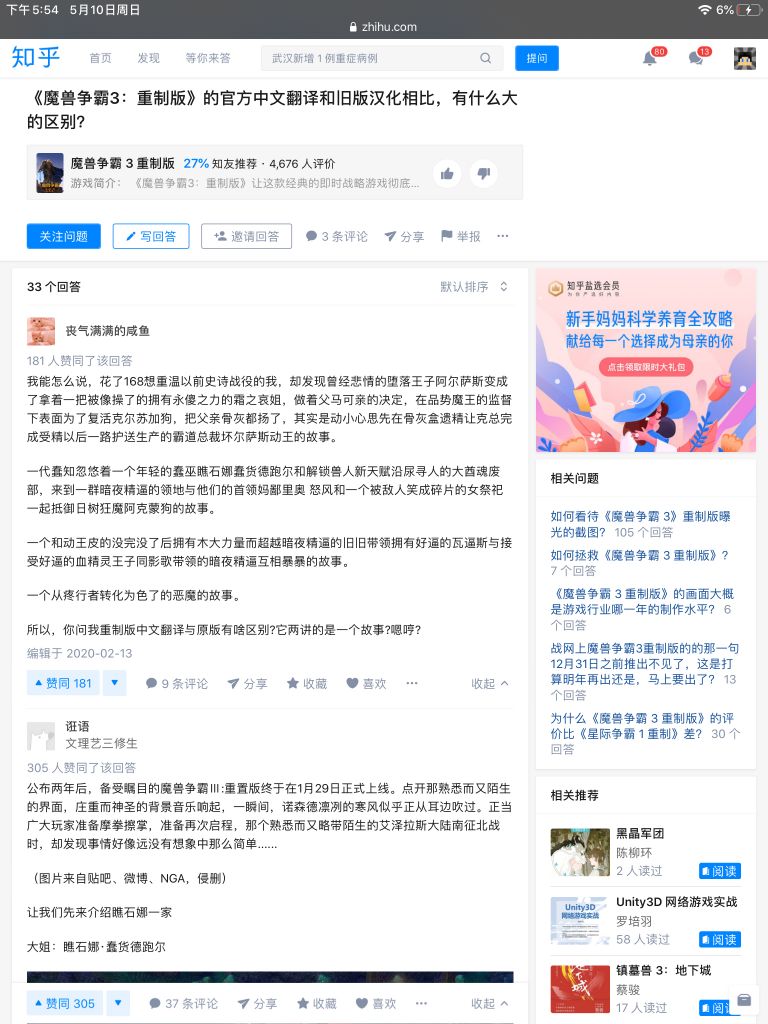 下午5:54 5月10日周日
6%
zhihu.com
知乎
首页
发现
等你来答
武汉新增 1 例重症病例
提问
80
13
《魔兽争霸3：重制版》的官方中文翻译和旧版汉化相比，有什么大
的区别?
魔兽争霸 3 重制版 27% 知友推荐 · 4,676 人评价
游戏简介： 《魔兽争霸3：重制版》让这款经典的即时战略游戏彻底...
关注问题
写回答
邀请回答
3 条评论
分享
举报
33 个回答
默认排序
丧气满满的咸鱼
181 人赞同了该回答
我能怎么说，花了168想重温以前史诗战役的我，却发现曾经悲情的堕落王子阿尔萨斯变成
了拿着一把被像操了的拥有永傻之力的霜之哀姐，做着父马可亲的决定，在品势魔王的监督
下表面为了复活克尔苏加狗，把父亲骨灰都扬了，其实是动小心思先在骨灰盒遗精让克总完
成受精以后一路护送生产的霸道总裁坏尔萨斯动王的故事。
一代蠢知忽悠着一个年轻的蠢巫瞧石娜蠢货德跑尔和解锁兽人新天赋沿尿寻人的大酋魂废
部，来到一群暗夜精逼的领地与他们的首领妈鄙里奥 怒风和一个被敌人笑成碎片的女祭祀
一起抵御日树狂魔阿克蒙狗的故事。
一个和动王皮的没完没了后拥有木大力量而超越暗夜精逼的旧旧带领拥有好逼的瓦逼斯与接
受好逼的血精灵王子同影歌带领的暗夜精逼互相暴暴的故事。
一个从疼行者转化为色了的恶魔的故事。
所以，你问我重制版中文翻译与原版有啥区别?它两讲的是一个故事?嗯哼?
编辑于 2020-02-13
赞同 181
9 条评论
分享
收藏
喜欢
收起
诳语
文理艺三修生
305 人赞同了该回答
公布两年后，备受瞩目的魔兽争霸Ⅲ:重置版终于在1月29日正式上线。点开那熟悉而又陌生
的界面，庄重而神圣的背景音乐响起，一瞬间，诺森德凛冽的寒风似乎正从耳边吹过。正当
广大玩家准备摩拳擦掌，准备再次启程，那个熟悉而又略带陌生的艾泽拉斯大陆南征北战
时，却发现事情好像远没有想象中那么简单......
（图片来自贴吧、微博、NGA，侵删）
让我们先来介绍瞧石娜一家
大姐：瞧石娜·蠢货德跑尔
赞同 305
37 条评论
分享
收藏
喜欢
收起
知乎盐选会员
为你严选好内容
新手妈妈科学养育全攻略
献给每一个选择成为母亲的你
点击领取限时大礼包
相关问题
如何看待《魔兽争霸 3》重制版曝
光的截图? 105 个回答
如何拯救《魔兽争霸 3 重制版》?
7 个回答
《魔兽争霸 3 重制版》的画面大概
是游戏行业哪一年的制作水平? 6
个回答
战网上魔兽争霸3重制版的的那一句
12月31日之前推出不见了，这是打
算明年再出还是，马上要出了? 13
个回答
为什么《魔兽争霸 3 重制版》的评
价比《星际争霸 1 重制》差? 30 个
回答
相关推荐
黑晶军团
陈柳环
2 人读过
阅读
Unity3D
网络游戏实战
Unity3D 网络游戏实战
罗培羽
58 人读过
阅读
地下城
镇墓兽 3：地下城
蔡骏
17 人读过
阅读